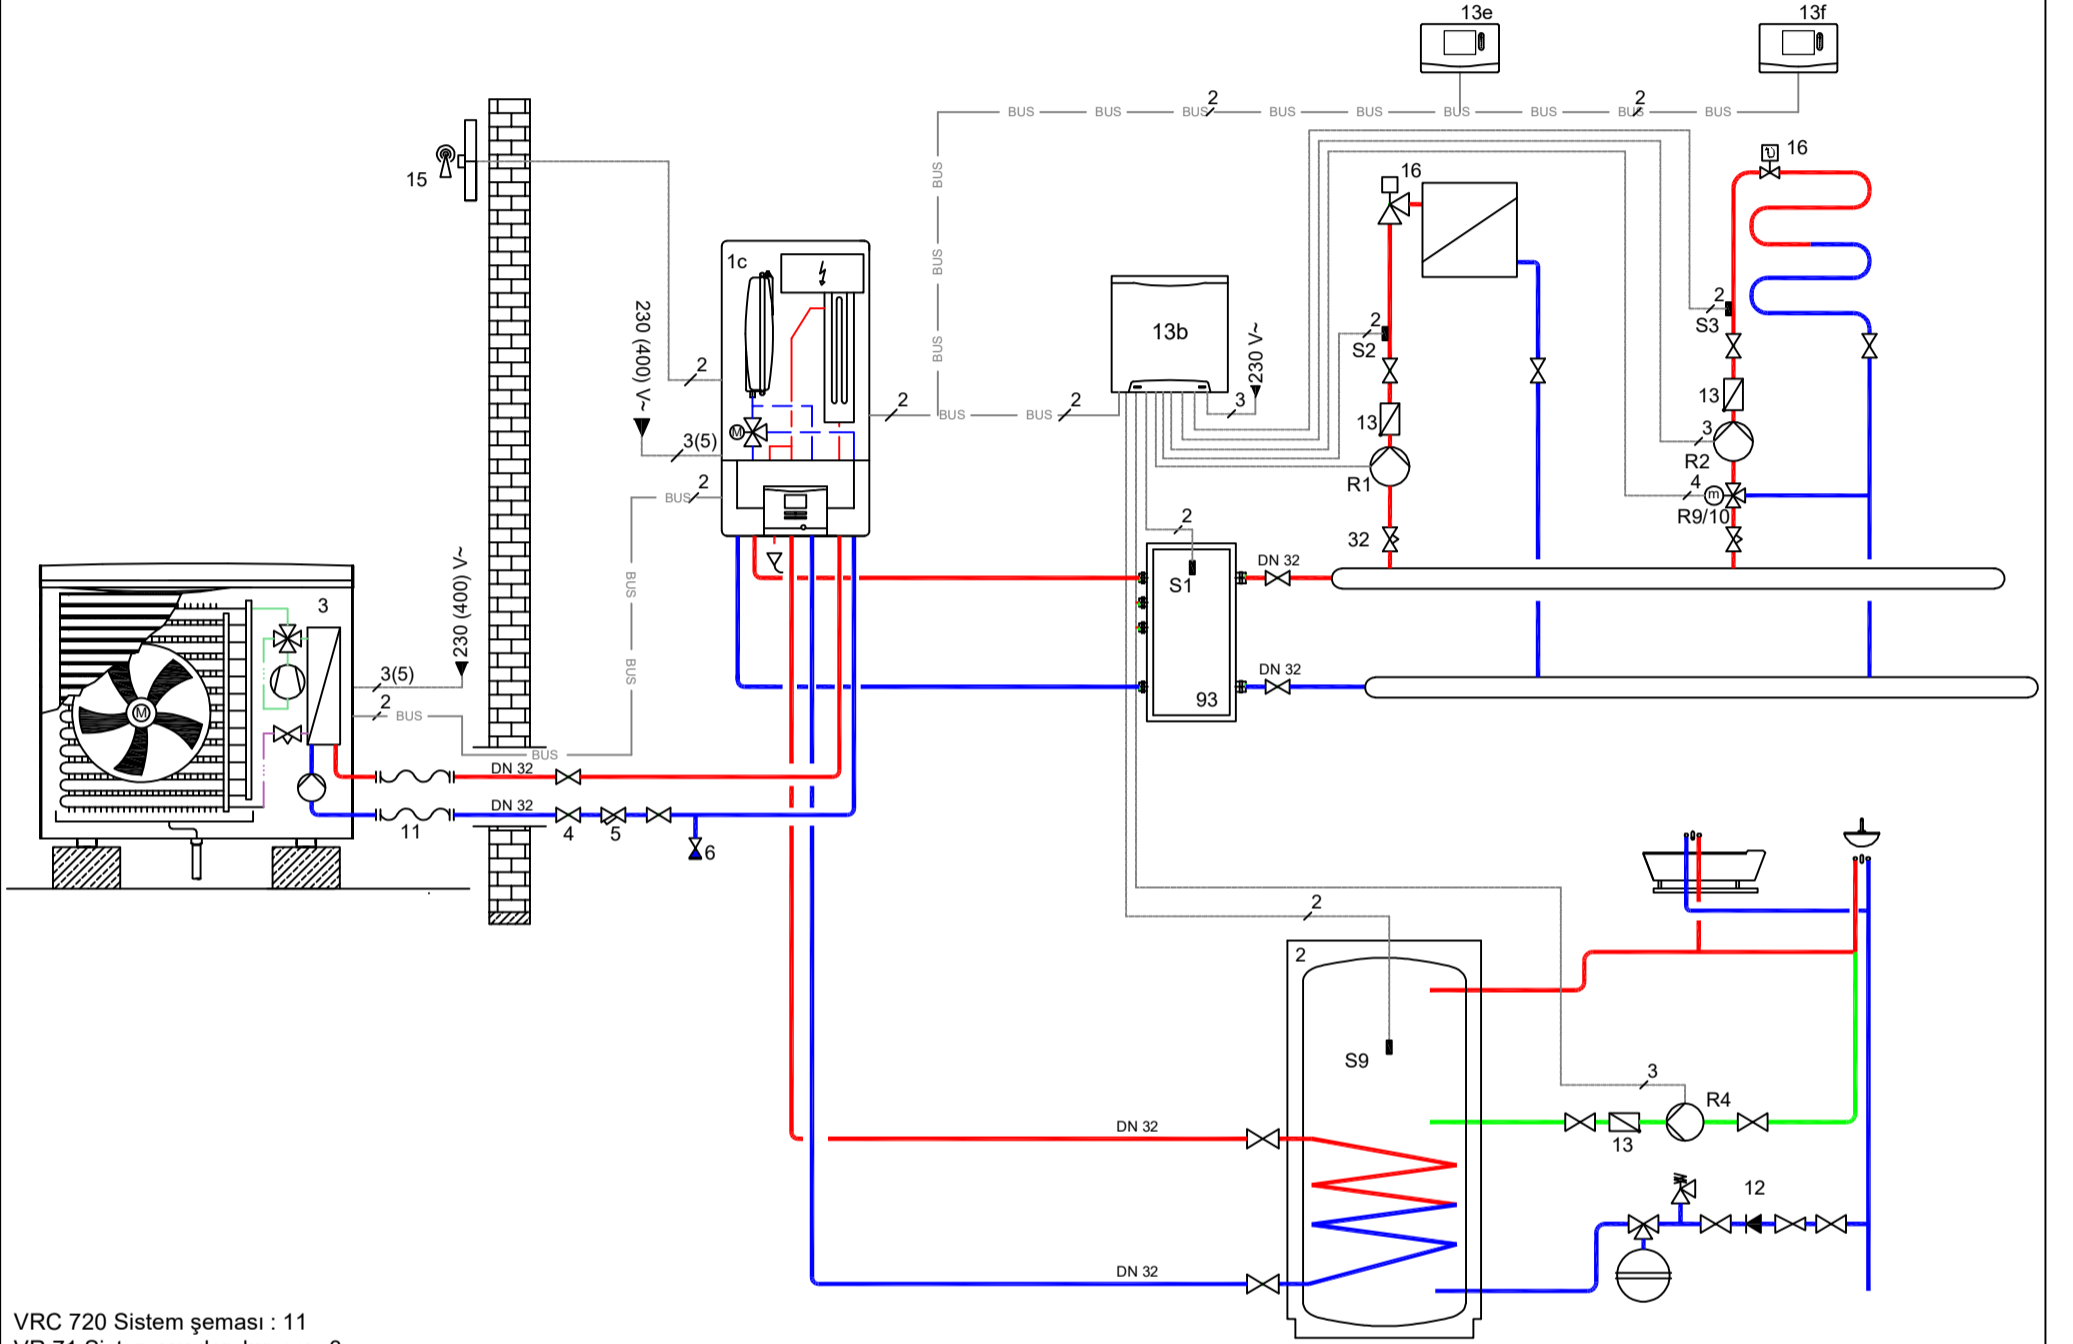 13e
13f
BUS BUS BUS 2 BUS BUS BUS BUS BUS 2 BUS
15
16
16
BUS
BUS
BUS
1c
230 (400) V~
2
3(5)
BUS 2
2 BUS BUS 2
13b
230 V~
3
2
S2
13
R1
32
2
S3
13
3
R2
4
m
R9/10
M
2
S1
93
DN 32
DN 32
BUS
BUS
230 (400) V~
3
M
3(5)
2 BUS
BUS
DN 32
DN 32
11
4
5
6
2
2
S9
3
R4
13
12
DN 32
DN 32
VRC 720 Sistem şeması : 11